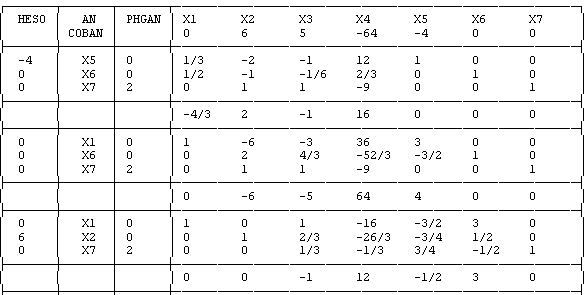 HESO AN PHGAN X1 X2 X3 X4 X5 X6 X7
COBAN 0 6 5 -64 -4 0 0
-4 X5 0 1/3 -2 -1 12 1 0 0
0 X6 0 1/2 -1 -1/6 2/3 0 1 0
0 X7 2 0 1 1 -9 0 0 1
-4/3 2 -1 16 0 0 0
0 X1 0 1 -6 -3 36 3 0 0
0 X6 0 0 2 4/3 -52/3 -3/2 1 0
0 X7 2 0 1 1 -9 0 0 1
0 -6 -5 64 4 0 0
0 X1 0 1 0 1 -16 -3/2 3 0
6 X2 0 0 1 2/3 -26/3 -3/4 1/2 0
0 X7 2 0 0 1/3 -1/3 3/4 -1/2 1
0 0 -1 12 -1/2 3 0